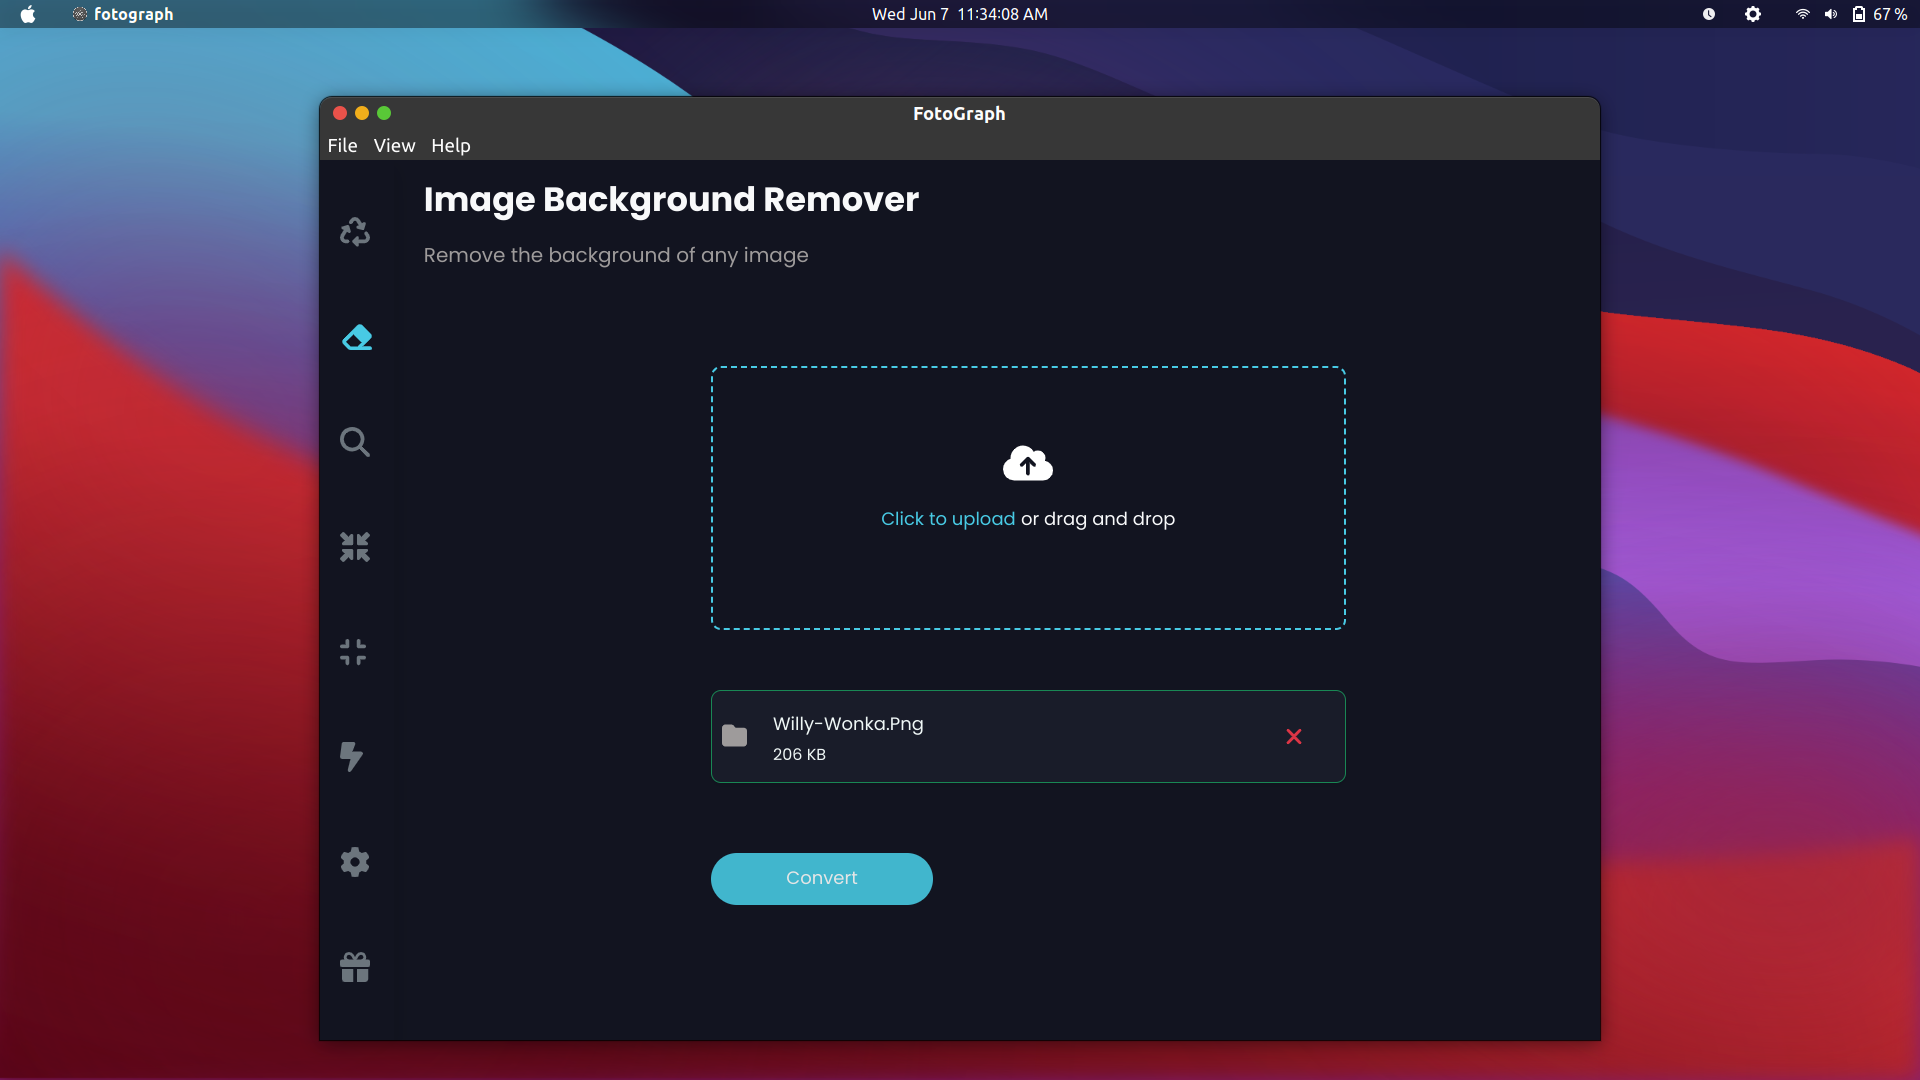 fotograph
Wed Jun 7 11:34:08 AM
67 %
FotoGraph
File View Help
Image Background Remover
Remove the background of any image
Click to upload or drag and drop
Willy-Wonka.Png
206 KB
Convert